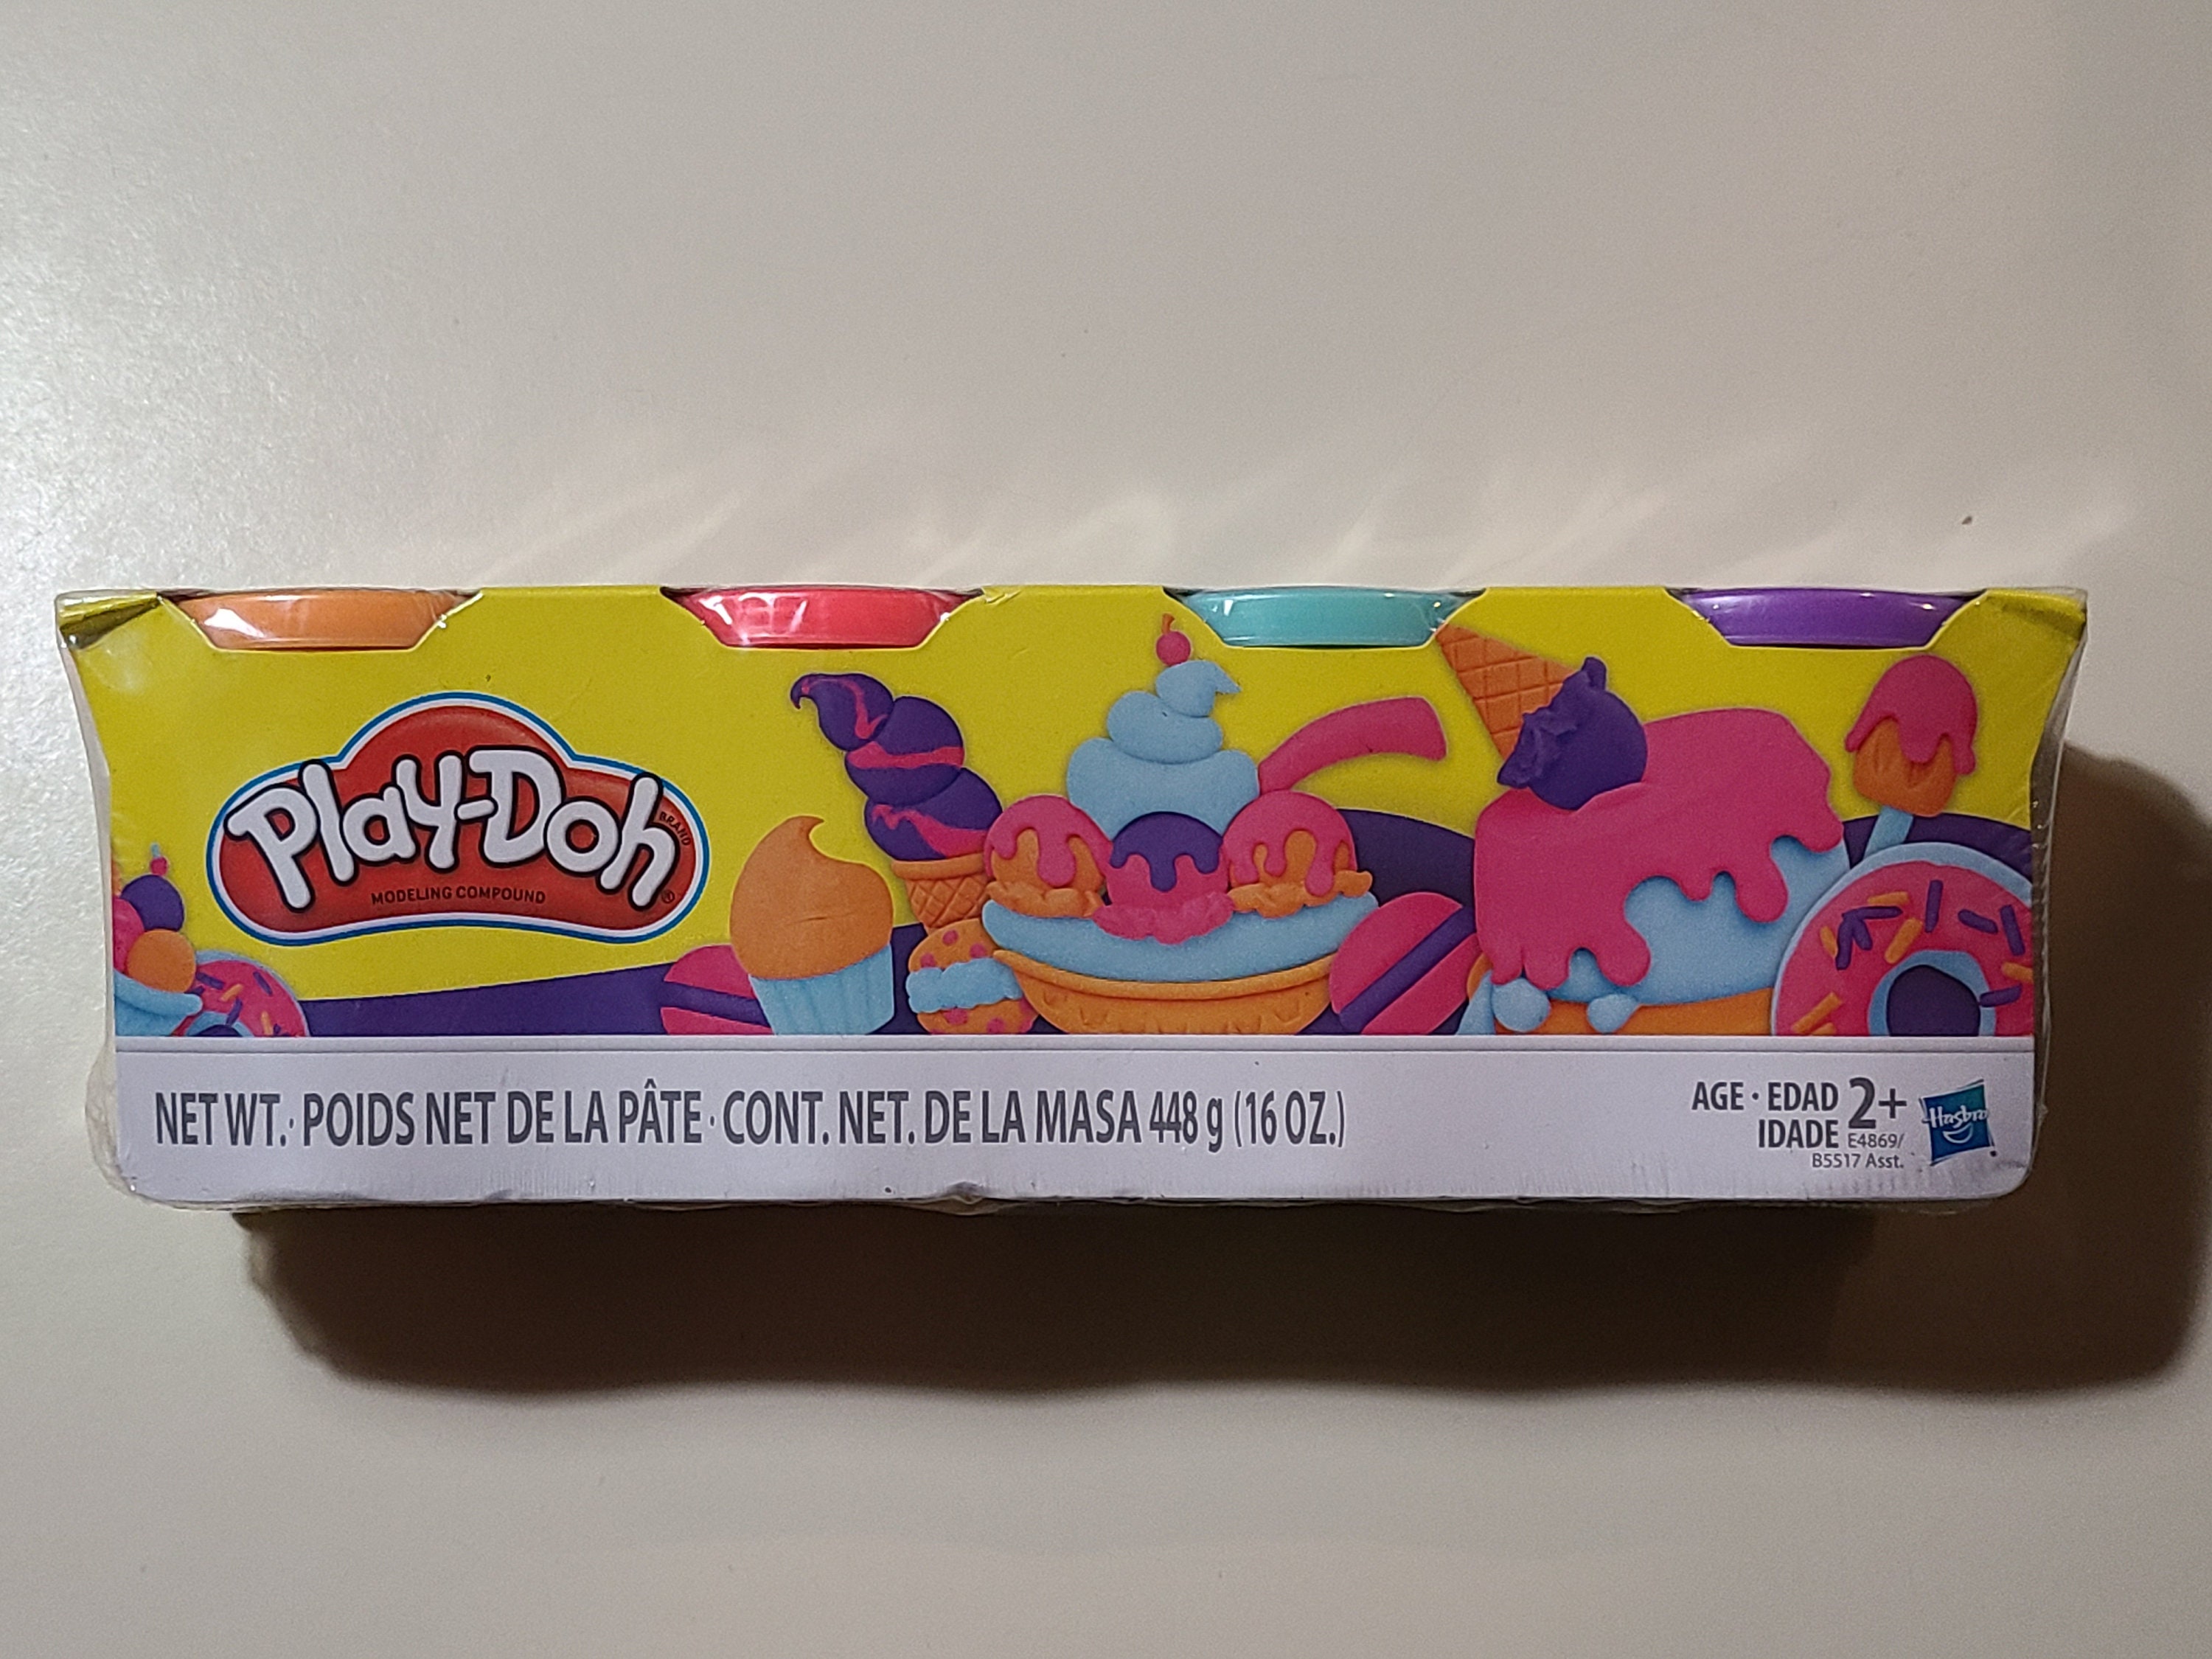 Play-Doh
BRAND
MODELING COMPOUND ®
NET WT. · POIDS NET DE LA PÂTE · CONT. NET. DE LA MASA 448 g (16 OZ.)
AGE · EDAD 2+
IDADE E4869/
B5517 Asst.
Hasbro